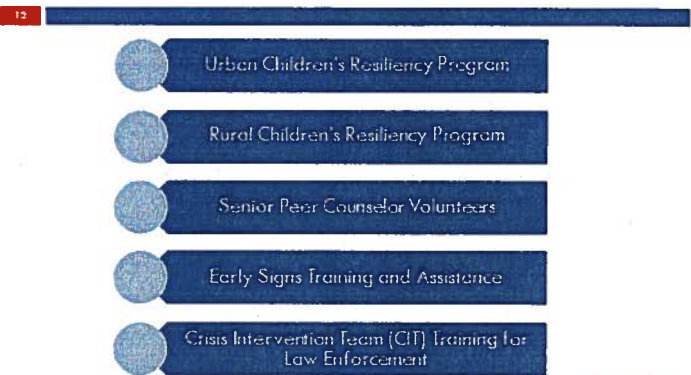 12
Urban Children's Resiliency Program
Rural Children's Resiliency Program
Senior Peer Counselor Volunteers
Early Signs Training and Assistance
Crisis Intervention Team (CIT) Training for
Law Enforcement